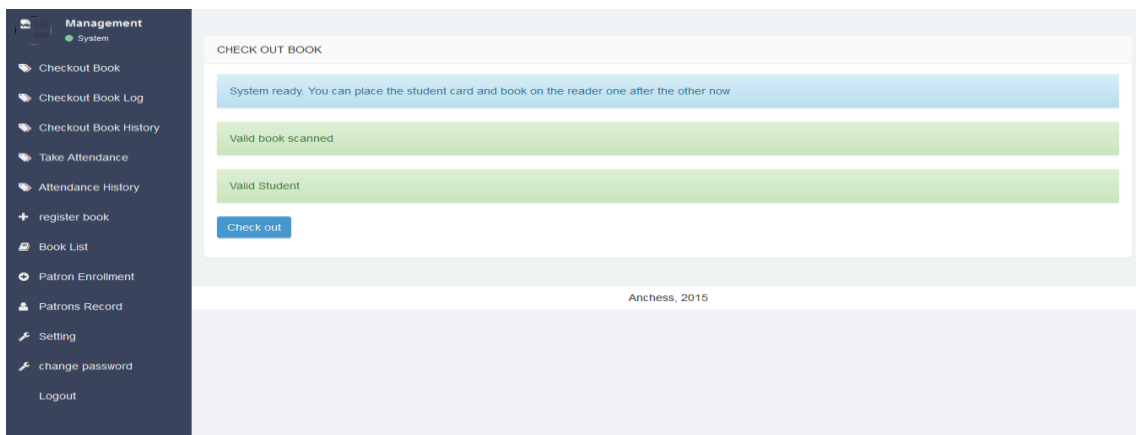 Management
System
Checkout Book
Checkout Book Log
Checkout Book History
Take Attendance
Attendance History
register book
Book List
Patron Enrollment
Patrons Record
Setting
change password
Logout
CHECK OUT BOOK
System ready. You can place the student card and book on the reader one after the other now
Valid book scanned
Valid Student
Check out
Anchess, 2015